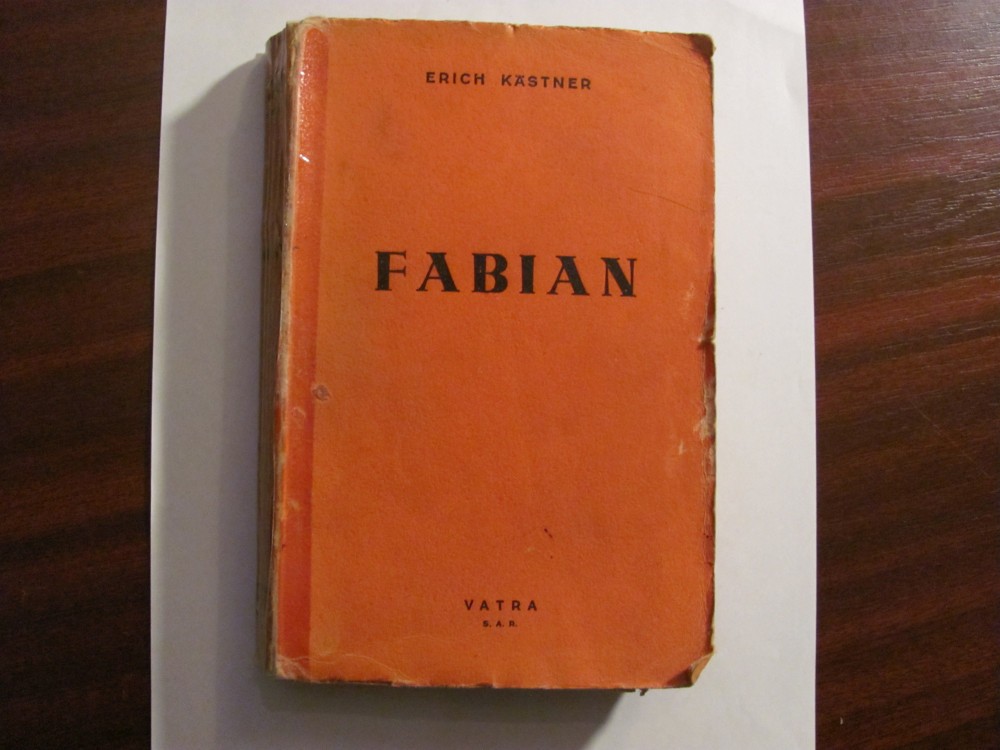 ERICH KÄSTNER
FABIAN
VATRA
S. A. R.